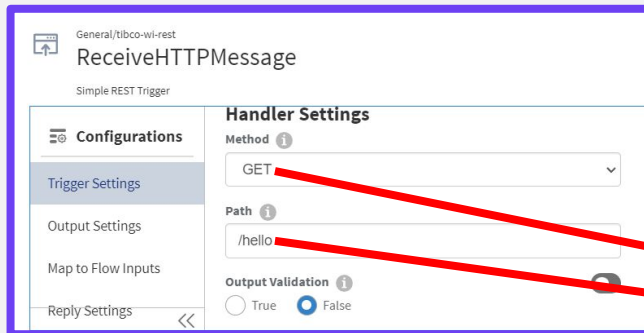 General/tibco-wi-rest
ReceiveHTTPMessage
Simple REST Trigger
Configurations
Trigger Settings
Output Settings
Map to Flow Inputs
Reply Settings
Handler Settings
Method
GET
Path
/hello
Output Validation
True False